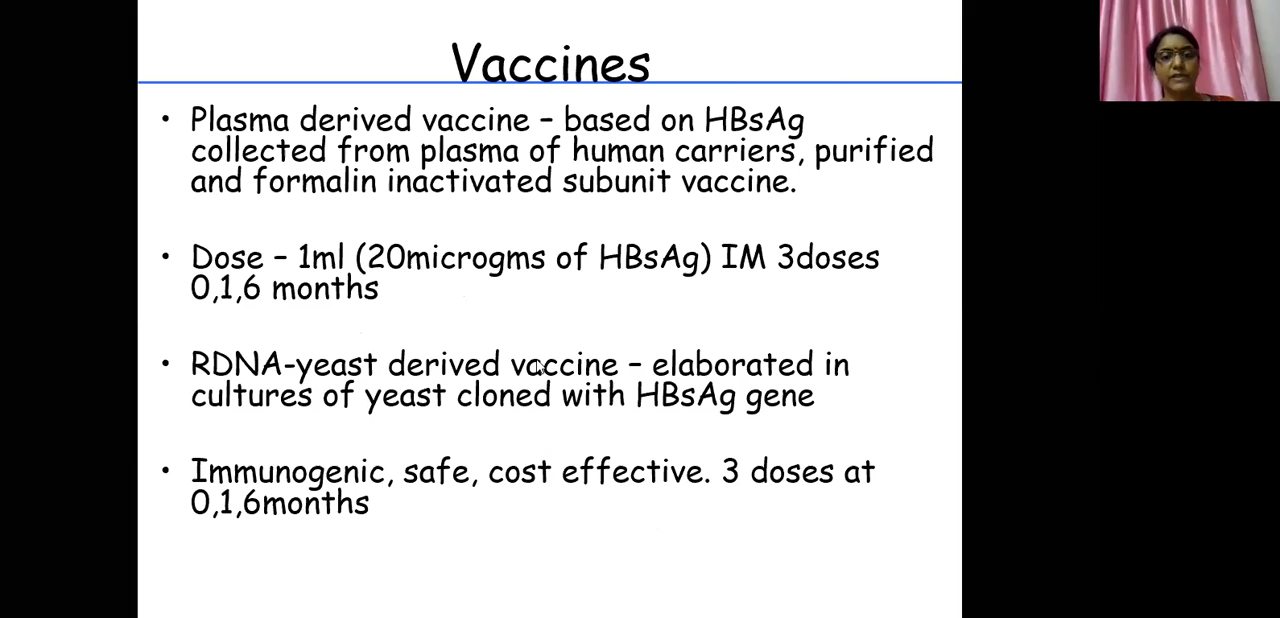 Vaccines
• Plasma derived vaccine – based on HBsAg
collected from plasma of human carriers, purified
and formalin inactivated subunit vaccine.
• Dose – 1ml (20microgms of HBsAg) IM 3doses
0,1,6 months
• RDNA-yeast derived vaccine – elaborated in
cultures of yeast cloned with HBsAg gene
• Immunogenic, safe, cost effective. 3 doses at
0,1,6months